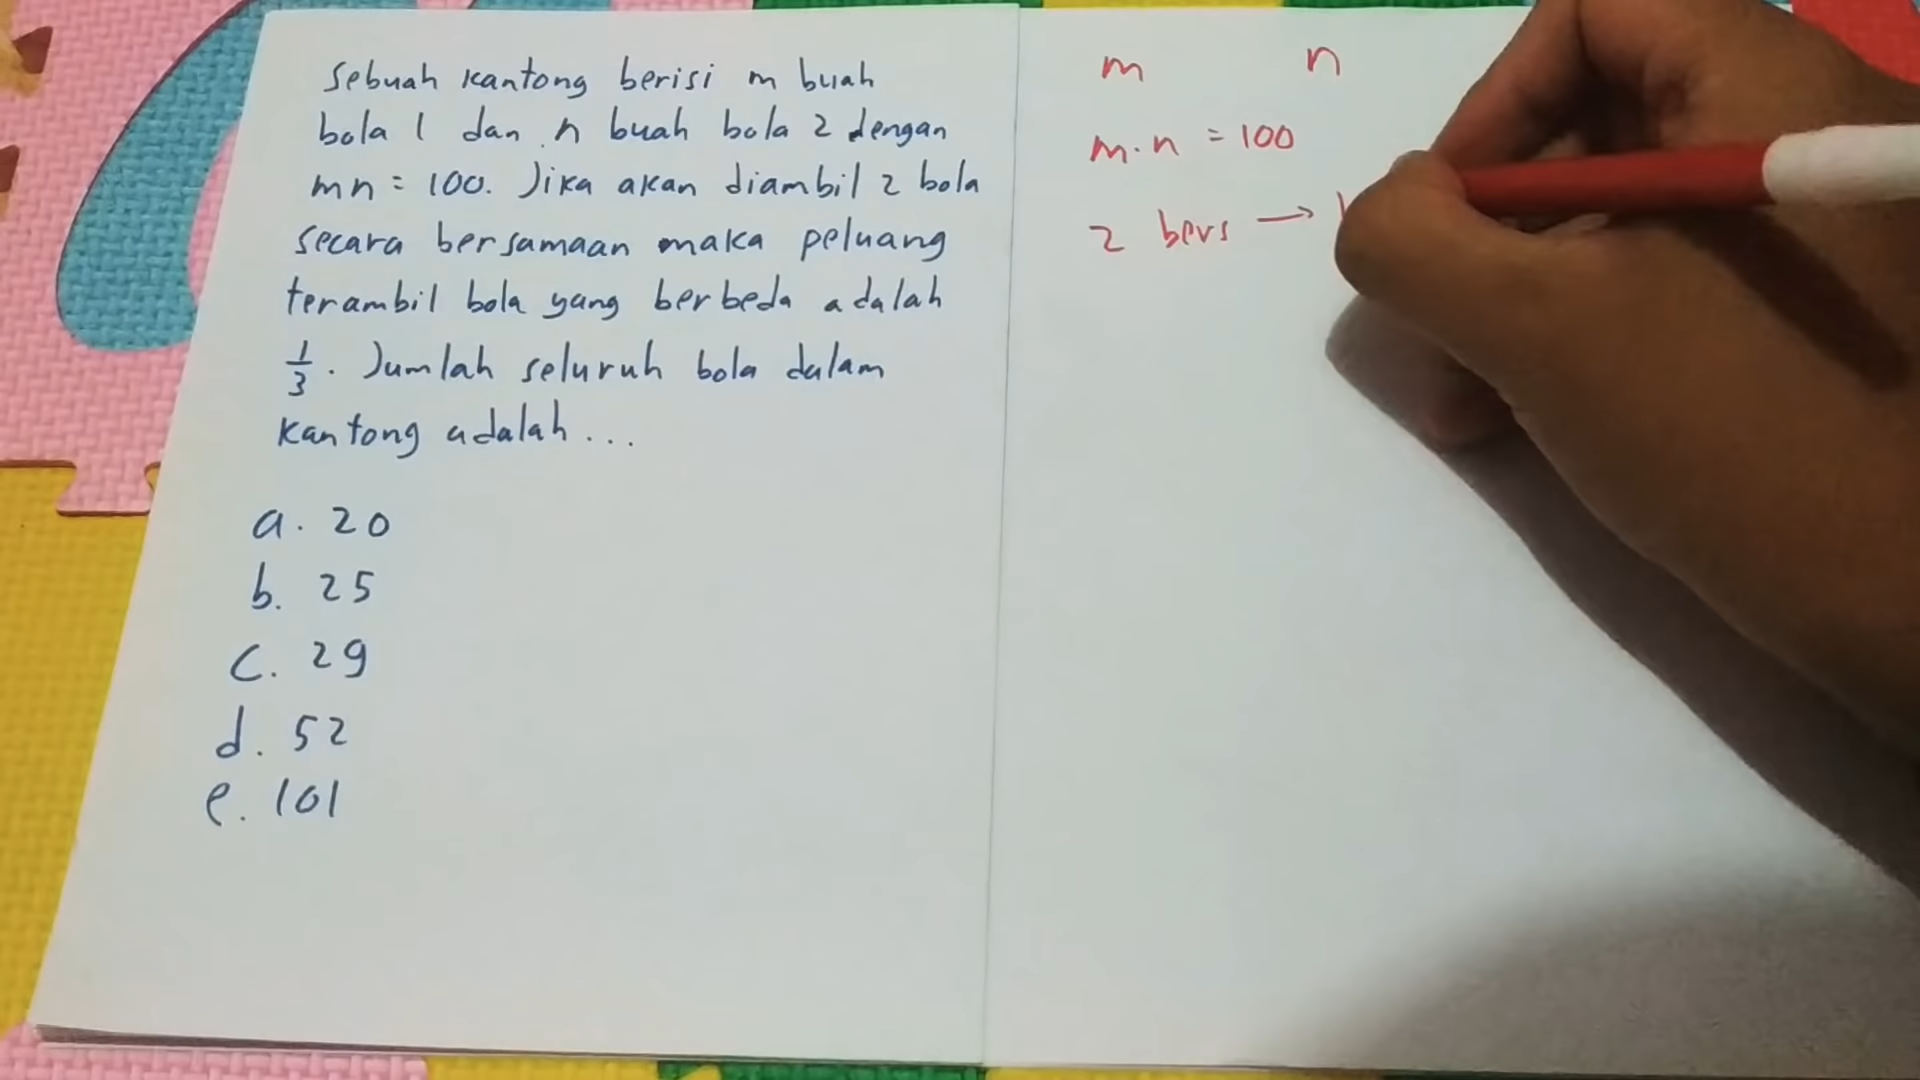 Sebuah kantong berisi m buah
bola 1 dan n buah bola 2 dengan
mn = 100. Jika akan diambil 2 bola
secara bersamaan maka peluang
terambil bola yang berbeda adalah
1/3. Jumlah seluruh bola dalam
kantong adalah...
a. 20
b. 25
c. 29
d. 52
e. 101
m n
m.n = 100
2 bers →